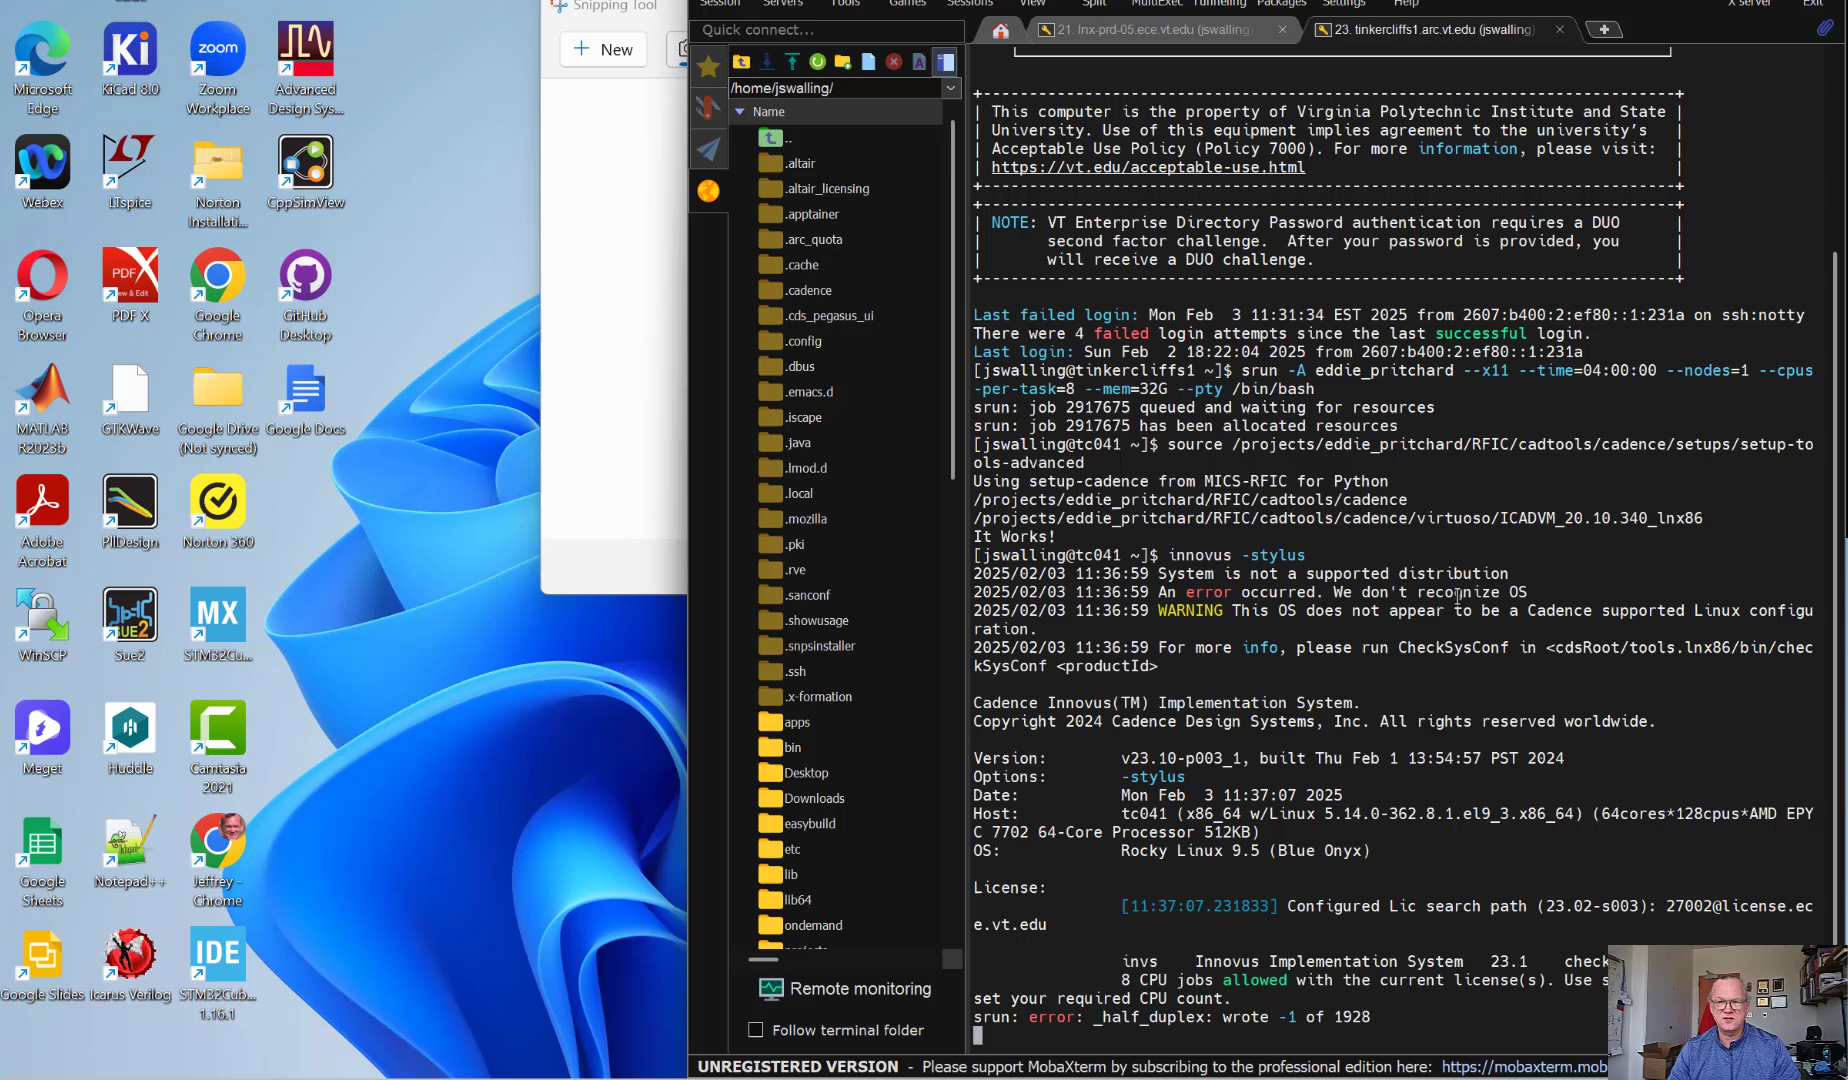 Microsoft
Edge
KiCad 8.0
Zoom
Workplace
Advanced
Design Sys...
Webex
LTspice
Norton
Installati...
CppSimView
Opera
Browser
PDF X
Google
Chrome
GitHub
Desktop
MATLAB
R2023b
GTKWave
Google Drive
(Not synced)
Google Docs
Adobe
Acrobat
PllDesign
Norton 360
WinSCP
Sue2
STM32Cu...
Meget
Huddle
Camtasia
2021
Google
Sheets
Notepad++
Jeffrey -
Chrome
Google Slides
Icarus Verilog
STM32Cub...
1.16.1
Snipping Tool
New
Session Servers Tools Games Sessions View Split MultiExec Tunneling Packages Settings Help
X server Exit
Quick connect...
21. lnx-prd-05.ece.vt.edu (jswalling)
23. tinkercliffs1.arc.vt.edu (jswalling)
/home/jswalling/
Name
..
.altair
.altair_licensing
.apptainer
.arc_quota
.cache
.cadence
.cds_pegasus_ui
.config
.dbus
.emacs.d
.iscape
.java
.lmod.d
.local
.mozilla
.pki
.rve
.sanconf
.showusage
.snpsinstaller
.ssh
.x-formation
apps
bin
Desktop
Downloads
easybuild
etc
lib
lib64
ondemand
Remote monitoring
Follow terminal folder
+-----------------------------------------------------------------------------+
| This computer is the property of Virginia Polytechnic Institute and State |
| University. Use of this equipment implies agreement to the university's |
| Acceptable Use Policy (Policy 7000). For more information, please visit: |
| https://vt.edu/acceptable-use.html |
+-----------------------------------------------------------------------------+
+-----------------------------------------------------------------------------+
| NOTE: VT Enterprise Directory Password authentication requires a DUO |
| second factor challenge. After your password is provided, you |
| will receive a DUO challenge. |
+-----------------------------------------------------------------------------+
Last failed login: Mon Feb 3 11:31:34 EST 2025 from 2607:b400:2:ef80::1:231a on ssh:notty
There were 4 failed login attempts since the last successful login.
Last login: Sun Feb 2 18:22:04 2025 from 2607:b400:2:ef80::1:231a
[jswalling@tinkercliffs1 ~]$ srun -A eddie_pritchard --x11 --time=04:00:00 --nodes=1 --cpus
-per-task=8 --mem=32G --pty /bin/bash
srun: job 2917675 queued and waiting for resources
srun: job 2917675 has been allocated resources
[jswalling@tc041 ~]$ source /projects/eddie_pritchard/RFIC/cadtools/cadence/setups/setup-to
ols-advanced
Using setup-cadence from MICS-RFIC for Python
/projects/eddie_pritchard/RFIC/cadtools/cadence
/projects/eddie_pritchard/RFIC/cadtools/cadence/virtuoso/ICADVM_20.10.340_lnx86
It Works!
[jswalling@tc041 ~]$ innovus -stylus
2025/02/03 11:36:59 System is not a supported distribution
2025/02/03 11:36:59 An error occurred. We don't recognize OS
2025/02/03 11:36:59 WARNING This OS does not appear to be a Cadence supported Linux configu
ration.
2025/02/03 11:36:59 For more info, please run CheckSysConf in <cdsRoot/tools.lnx86/bin/chec
kSysConf <productId>
Cadence Innovus(TM) Implementation System.
Copyright 2024 Cadence Design Systems, Inc. All rights reserved worldwide.
Version: v23.10-p003_1, built Thu Feb 1 13:54:57 PST 2024
Options: -stylus
Date: Mon Feb 3 11:37:07 2025
Host: tc041 (x86_64 w/Linux 5.14.0-362.8.1.el9_3.x86_64) (64cores*128cpus*AMD EPY
C 7702 64-Core Processor 512KB)
OS: Rocky Linux 9.5 (Blue Onyx)
License:
[11:37:07.231833] Configured Lic search path (23.02-s003): 27002@license.ec
e.vt.edu
invs Innovus Implementation System 23.1 check
8 CPU jobs allowed with the current license(s). Use s
set your required CPU count.
srun: error: _half_duplex: wrote -1 of 1928
UNREGISTERED VERSION - Please support MobaXterm by subscribing to the professional edition here: https://mobaxterm.mob